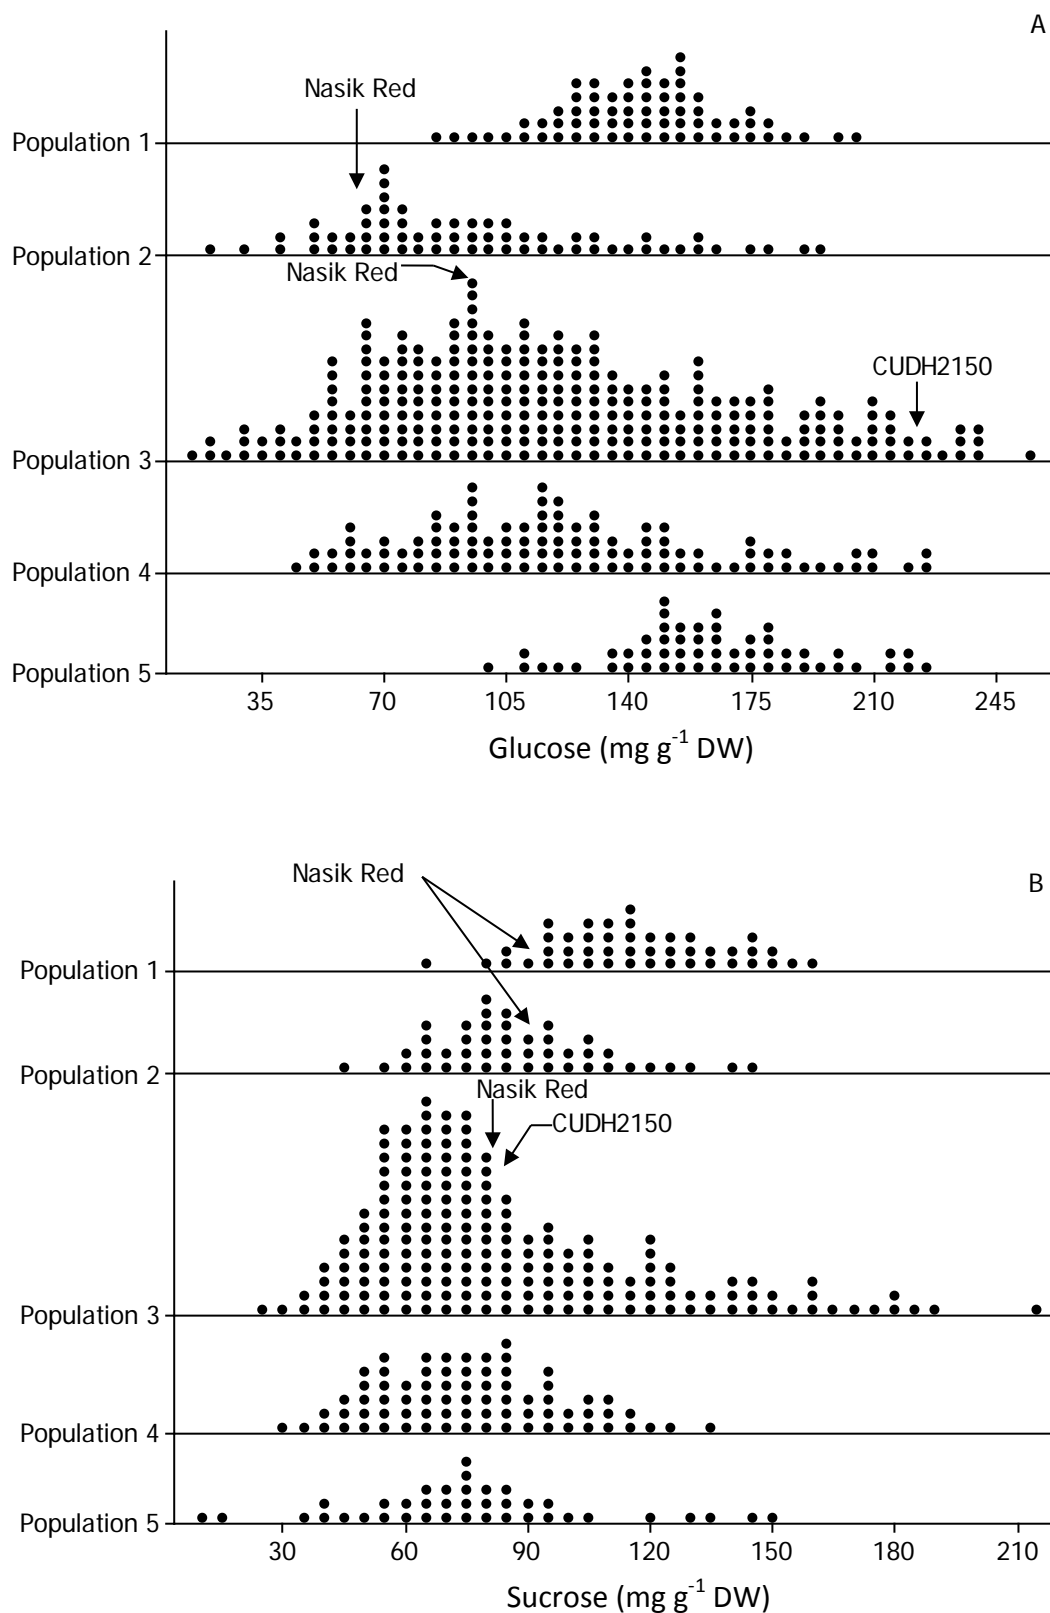 A
Nasik Red
Population 1
Population 2
Nasik Red
CUDH2150
Population 3
Population 4
Population 5
35 70 105 140 175 210 245
Glucose (mg g-1 DW)
Nasik Red
B
Population 1
Population 2
Nasik Red
CUDH2150
Population 3
Population 4
Population 5
30 60 90 120 150 180 210
Sucrose (mg g-1 DW)